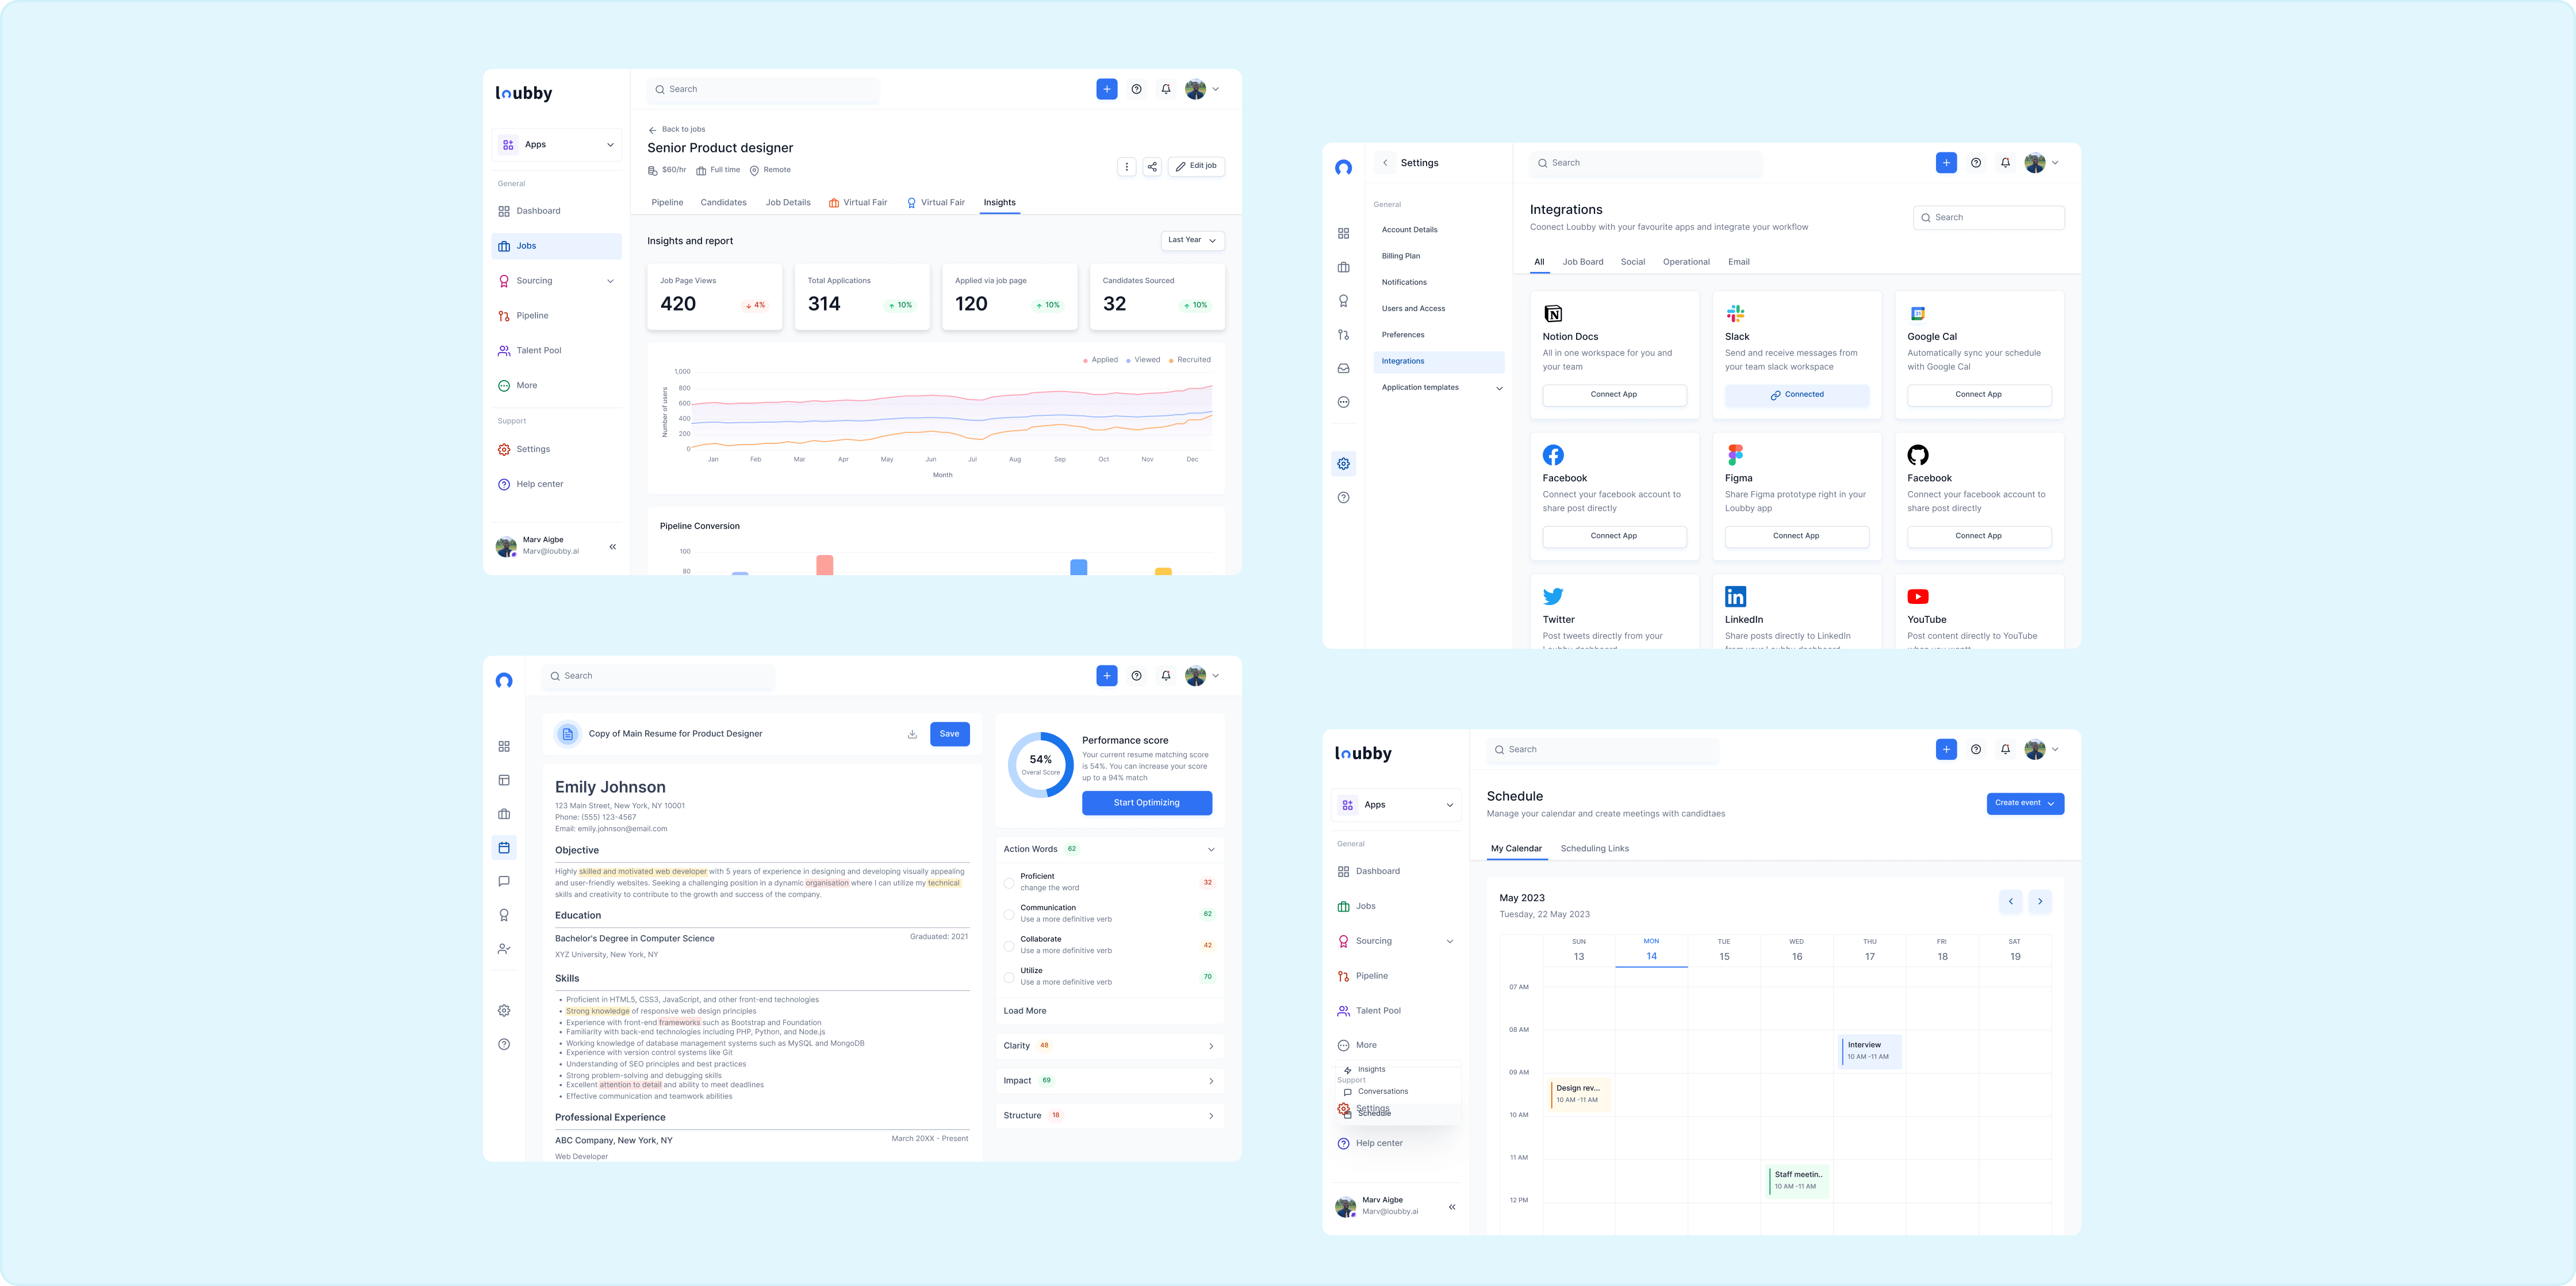 loubby
Search
Apps
General
Dashboard
Jobs
Sourcing
Pipeline
Talent Pool
More
Support
Settings
Help center
Marv Aigbe
Marv@loubby.ai
Back to jobs
Senior Product designer
$60/hr Full time Remote
Edit job
Pipeline Candidates Job Details Virtual Fair Virtual Fair Insights
Insights and report
Last Year
Job Page Views
420 4%
Total Applications
314 10%
Applied via job page
120 10%
Candidates Sourced
32 10%
Applied Viewed Recruited
Number of users
1,000
800
600
400
200
0
Jan Feb Mar Apr May Jun Jul Aug Sep Oct Nov Dec
Month
Pipeline Conversion
100
80
Settings
Search
General
Account Details
Billing Plan
Notifications
Users and Access
Preferences
Integrations
Application templates
Integrations
Coonect Loubby with your favourite apps and integrate your workflow
Search
All Job Board Social Operational Email
Notion Docs
All in one workspace for you and
your team
Connect App
Slack
Send and receive messages from
your team slack workspace
Connected
Google Cal
Automatically sync your schedule
with Google Cal
Connect App
Facebook
Connect your facebook account to
share post directly
Connect App
Figma
Share Figma prototype right in your
Loubby app
Connect App
Facebook
Connect your facebook account to
share post directly
Connect App
Twitter
Post tweets directly from your
Loubby dashboard
LinkedIn
Share posts directly to LinkedIn
from your Loubby dashboard
YouTube
Post content directly to YouTube
when you want!
Search
Copy of Main Resume for Product Designer
Save
Emily Johnson
123 Main Street, New York, NY 10001
Phone: (555) 123-4567
Email: emily.johnson@email.com
Objective
Highly skilled and motivated web developer with 5 years of experience in designing and developing visually appealing
and user-friendly websites. Seeking a challenging position in a dynamic organisation where I can utilize my technical
skills and creativity to contribute to the growth and success of the company.
Education
Bachelor's Degree in Computer Science Graduated: 2021
XYZ University, New York, NY
Skills
• Proficient in HTML5, CSS3, JavaScript, and other front-end technologies
• Strong knowledge of responsive web design principles
• Experience with front-end frameworks such as Bootstrap and Foundation
• Familiarity with back-end technologies including PHP, Python, and Node.js
• Working knowledge of database management systems such as MySQL and MongoDB
• Experience with version control systems like Git
• Understanding of SEO principles and best practices
• Strong problem-solving and debugging skills
• Excellent attention to detail and ability to meet deadlines
• Effective communication and teamwork abilities
Professional Experience
ABC Company, New York, NY March 20XX - Present
Web Developer
54%
Overal Score
Performance score
Your current resume matching score
is 54%. You can increase your score
up to a 94% match
Start Optimizing
Action Words 62
Proficient
change the word
32
Communication
Use a more definitive verb
62
Collaborate
Use a more definitive verb
42
Utilize
Use a more definitive verb
70
Load More
Clarity 48
Impact 69
Structure 18
loubby
Search
Apps
General
Dashboard
Jobs
Sourcing
Pipeline
Talent Pool
More
Insights
Support
Conversations
Settings
Schedule
Help center
Marv Aigbe
Marv@loubby.ai
Schedule
Manage your calendar and create meetings with candidtaes
Create event
My Calendar Scheduling Links
May 2023
Tuesday, 22 May 2023
SUN MON TUE WED THU FRI SAT
13 14 15 16 17 18 19
07 AM
08 AM
Interview
10 AM -11 AM
09 AM
Design rev...
10 AM -11 AM
10 AM
11 AM
Staff meetin..
10 AM -11 AM
12 PM